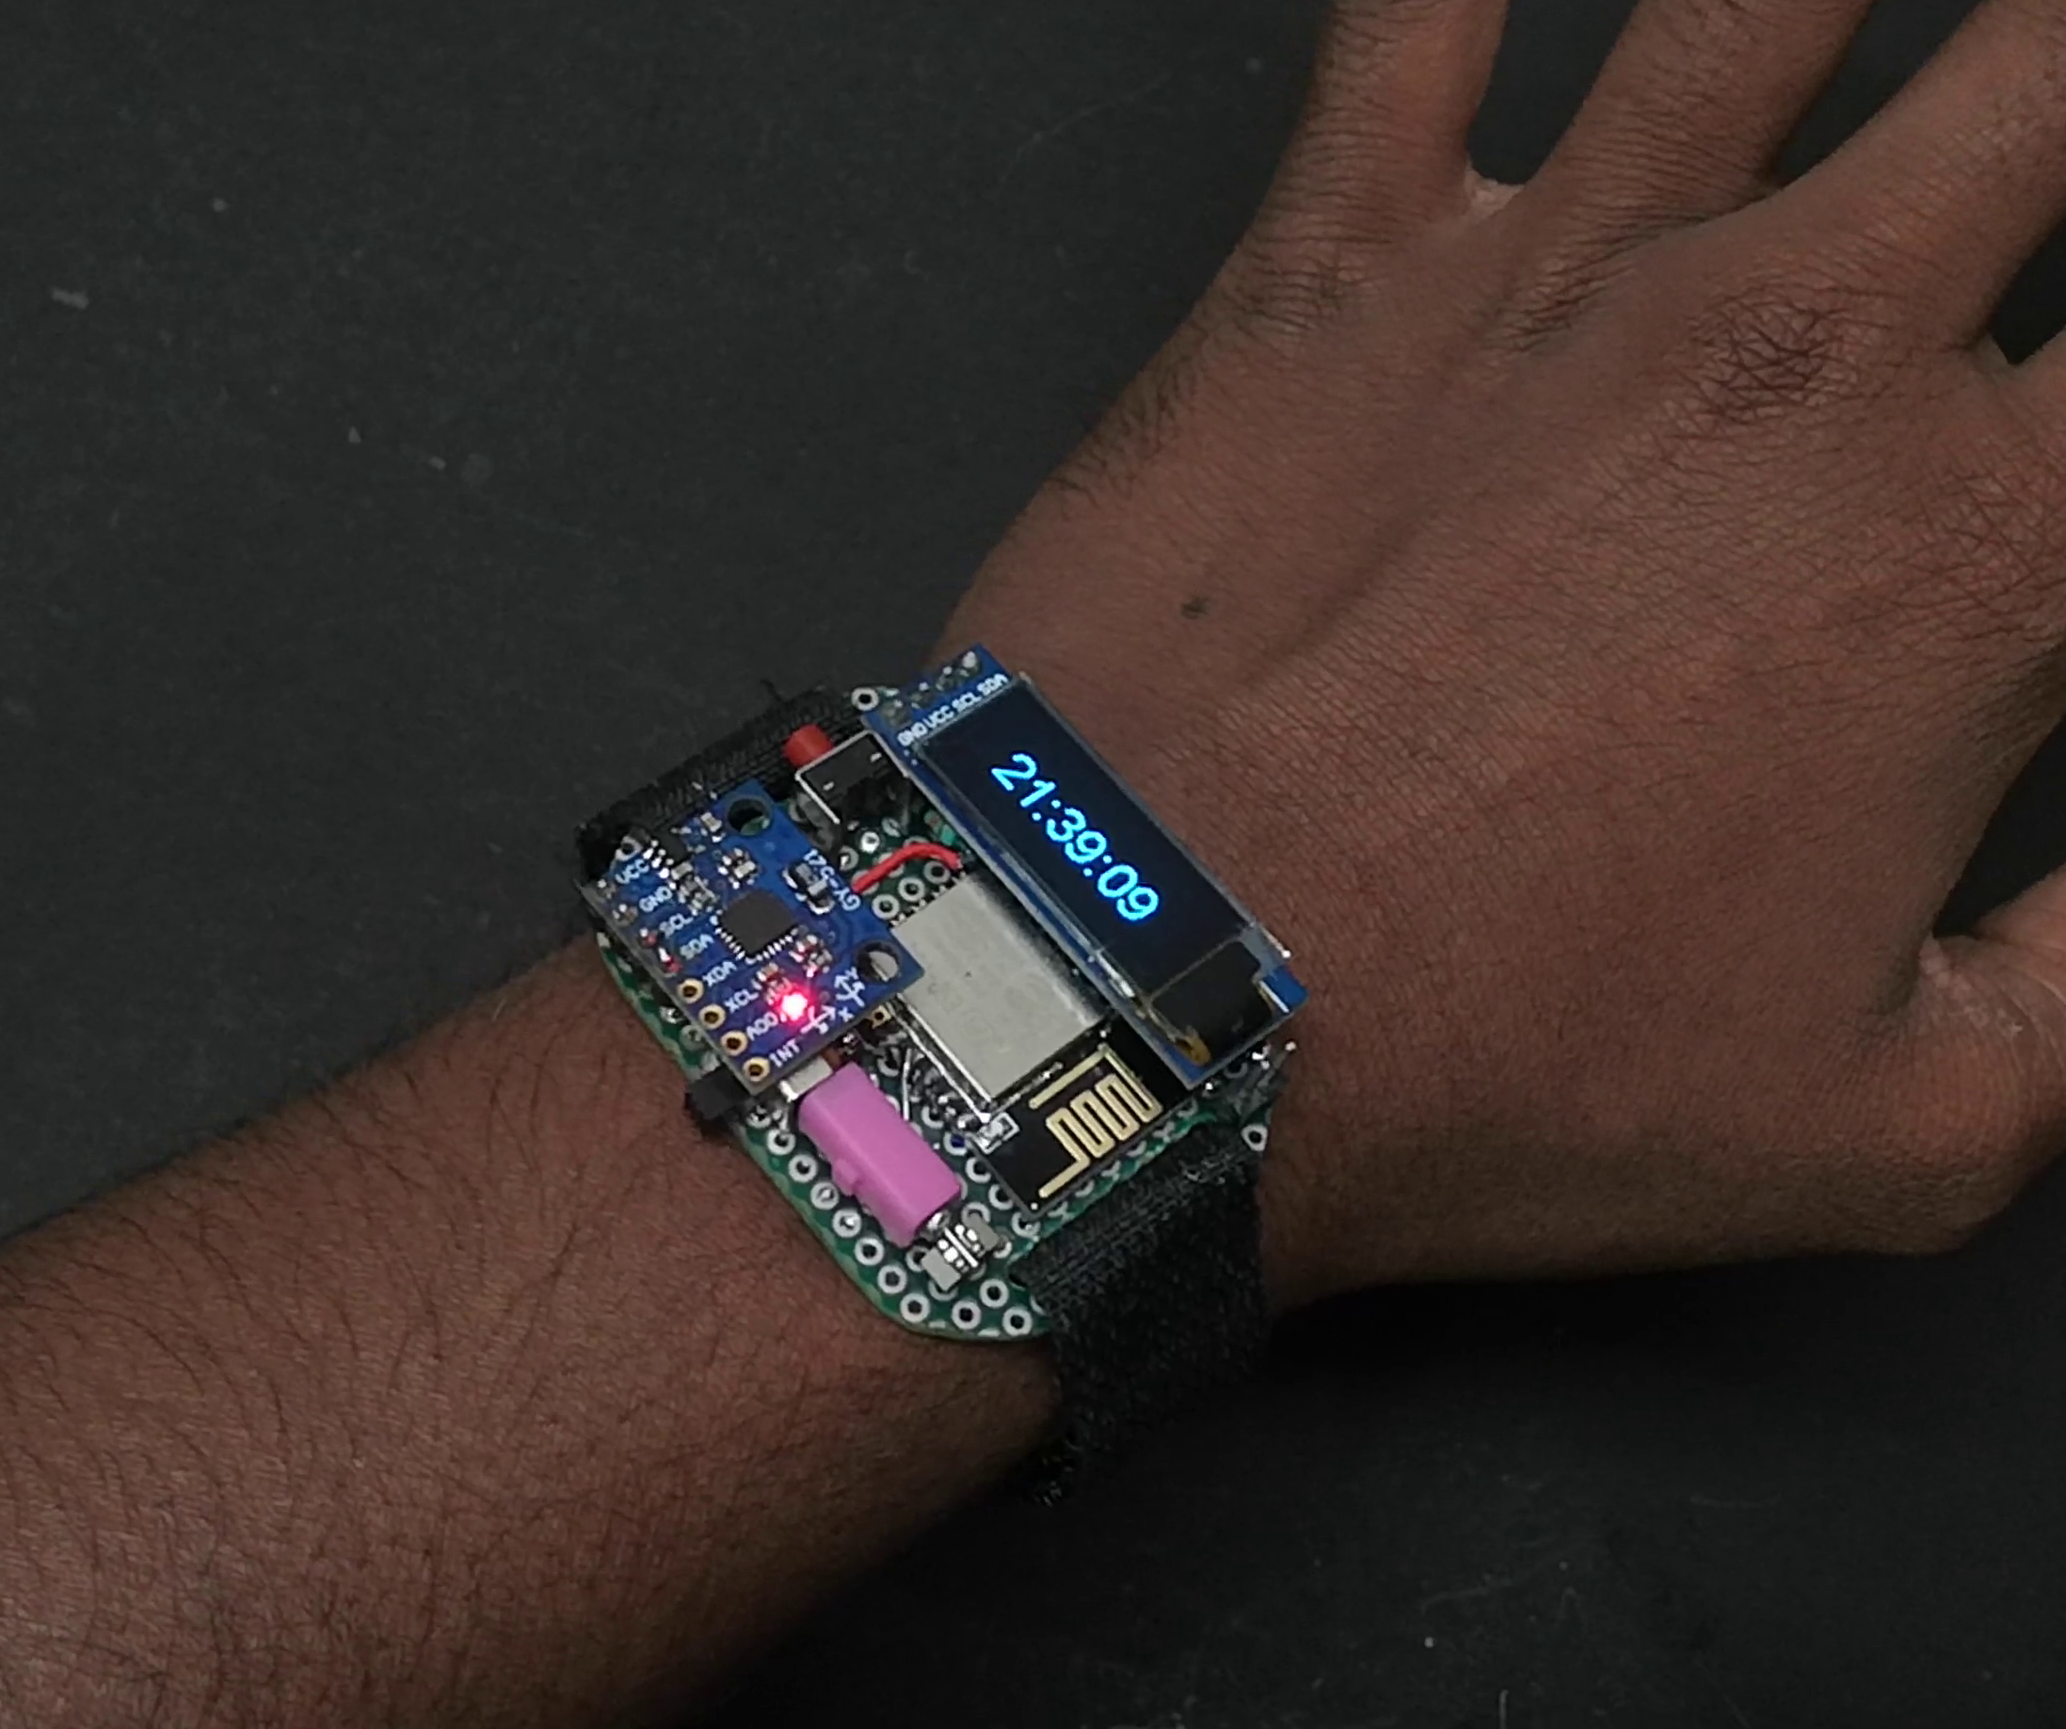 GND VCC SCL SDA
21:39:09
GY-521
VCC
GND
SCL
SDA
XDA
XCL
ADO
INT
Y
X